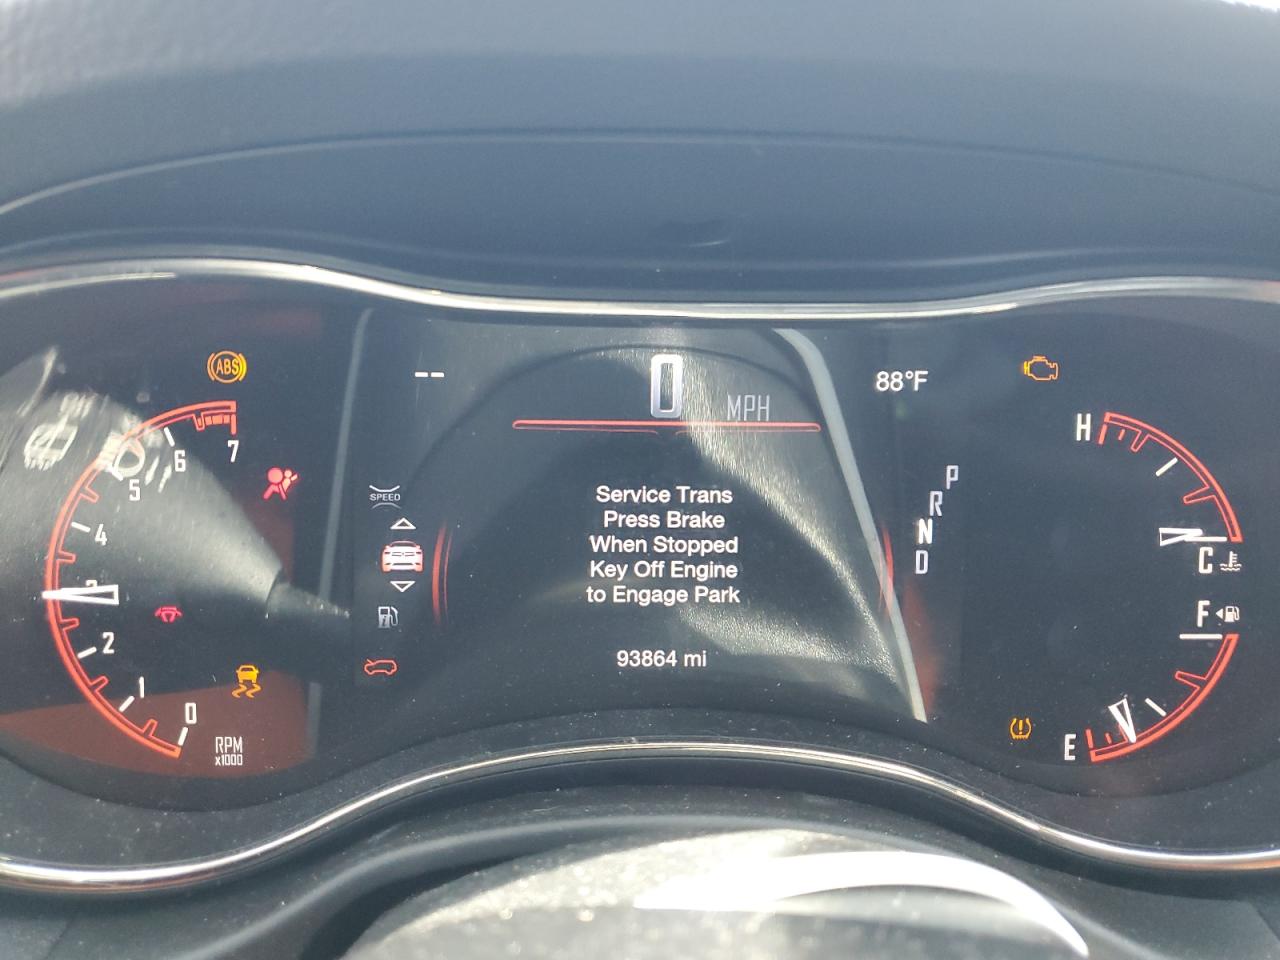 ABS
7
6
5
4
3
2
1
0
RPM
x1000
--
0 MPH
88°F
SPEED
Service Trans
Press Brake
When Stopped
Key Off Engine
to Engage Park
93864 mi
P
R
N
D
H
C
F
E